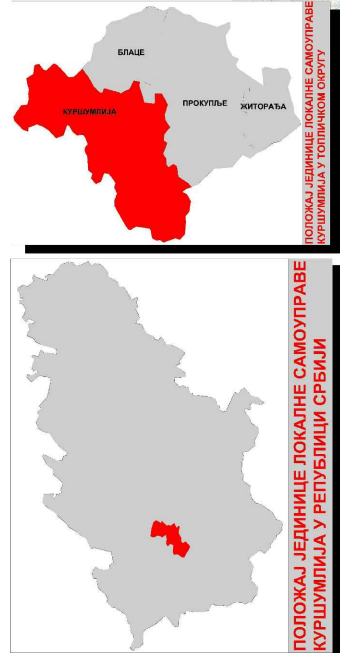 БЛАЦЕ
КУРШУМЛИЈА
ПРОКУПЉЕ
ЖИТОРАЂА
ПОЛОЖАЈ ЈЕДИНИЦЕ ЛОКАЛНЕ САМОУПРАВЕ
КУРШУМЛИЈА У ТОПЛИЧКОМ ОКРУГУ
ПОЛОЖАЈ ЈЕДИНИЦЕ ЛОКАЛНЕ САМОУПРАВЕ
КУРШУМЛИЈА У РЕПУБЛИЦИ СРБИЈИ